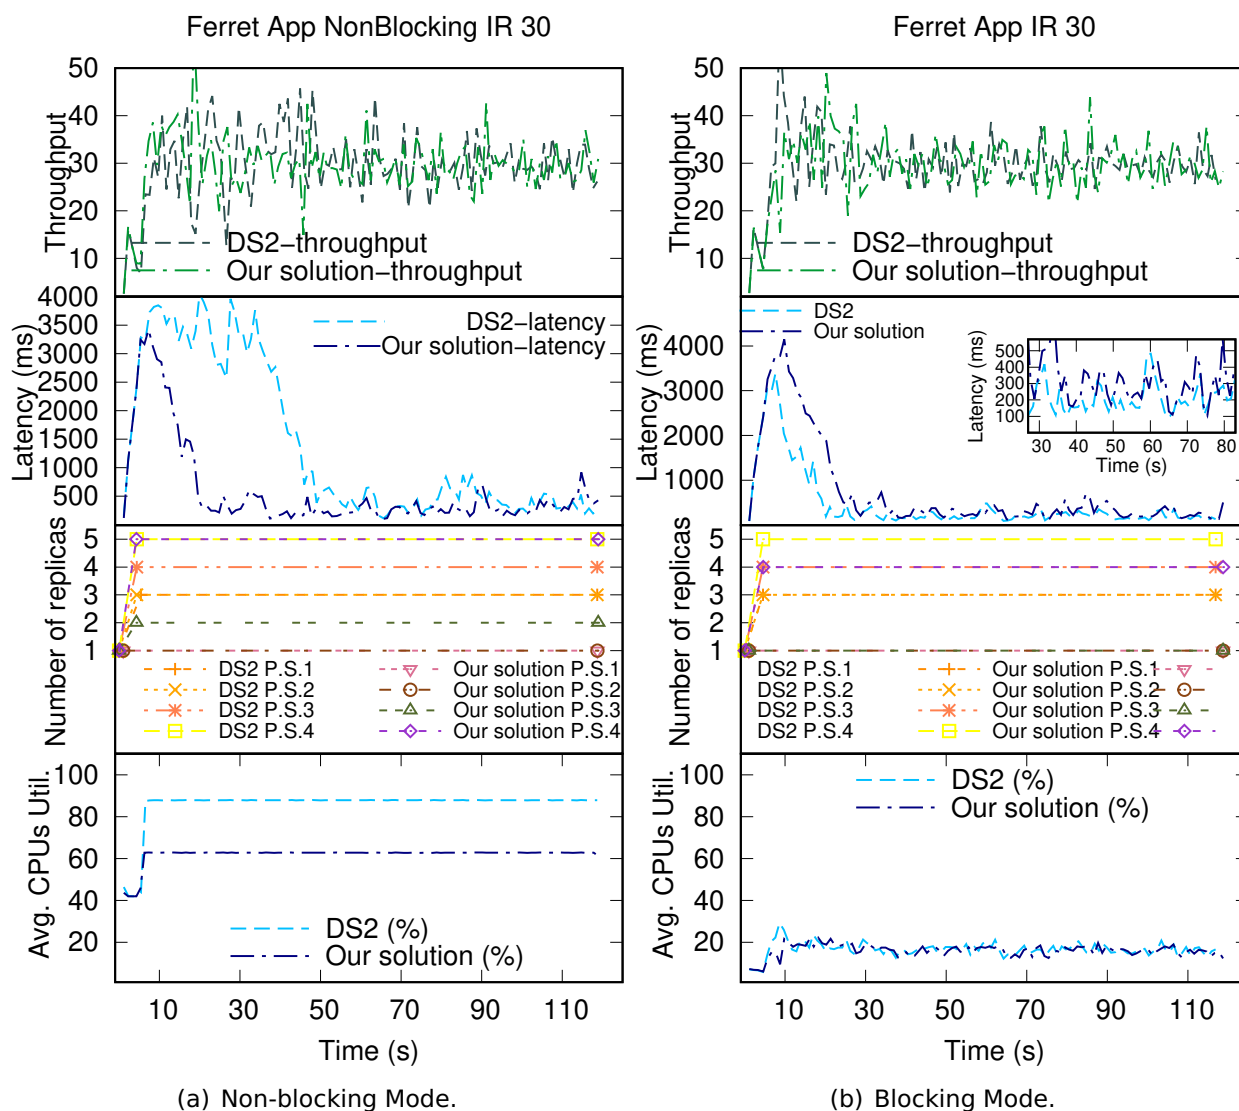 Ferret App NonBlocking IR 30
50
40
30
20
10
Throughput
DS2-throughput
Our solution-throughput
4000
3500
3000
2500
2000
1500
1000
500
Latency (ms)
DS2-latency
Our solution-latency
5
4
3
2
1
Number of replicas
DS2 P.S.1
DS2 P.S.2
DS2 P.S.3
DS2 P.S.4
Our solution P.S.1
Our solution P.S.2
Our solution P.S.3
Our solution P.S.4
100
80
60
40
20
Avg. CPUs Util.
DS2 (%)
Our solution (%)
10 30 50 70 90 110
Time (s)
(a) Non-blocking Mode.
Ferret App IR 30
50
40
30
20
10
Throughput
DS2-throughput
Our solution-throughput
4000
3000
2000
1000
Latency (ms)
DS2
Our solution
500
400
300
200
100
Latency (ms)
30 40 50 60 70 80
Time (s)
5
4
3
2
1
Number of replicas
DS2 P.S.1
DS2 P.S.2
DS2 P.S.3
DS2 P.S.4
Our solution P.S.1
Our solution P.S.2
Our solution P.S.3
Our solution P.S.4
100
80
60
40
20
Avg. CPUs Util.
DS2 (%)
Our solution (%)
10 30 50 70 90 110
Time (s)
(b) Blocking Mode.